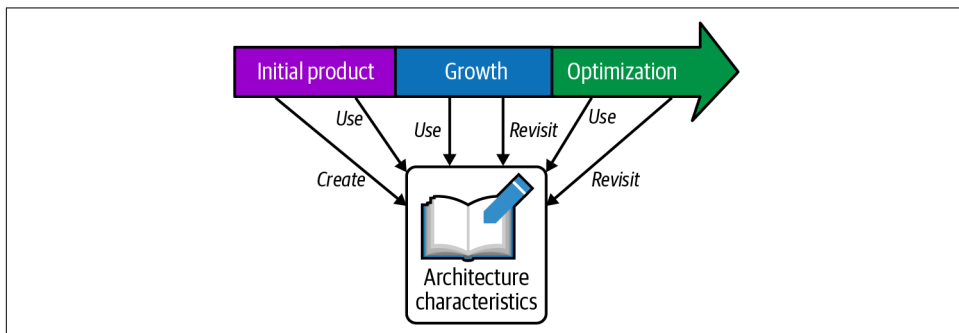 Initial product
Growth
Optimization
Use
Use
Revisit
Use
Create
Revisit
Architecture
characteristics